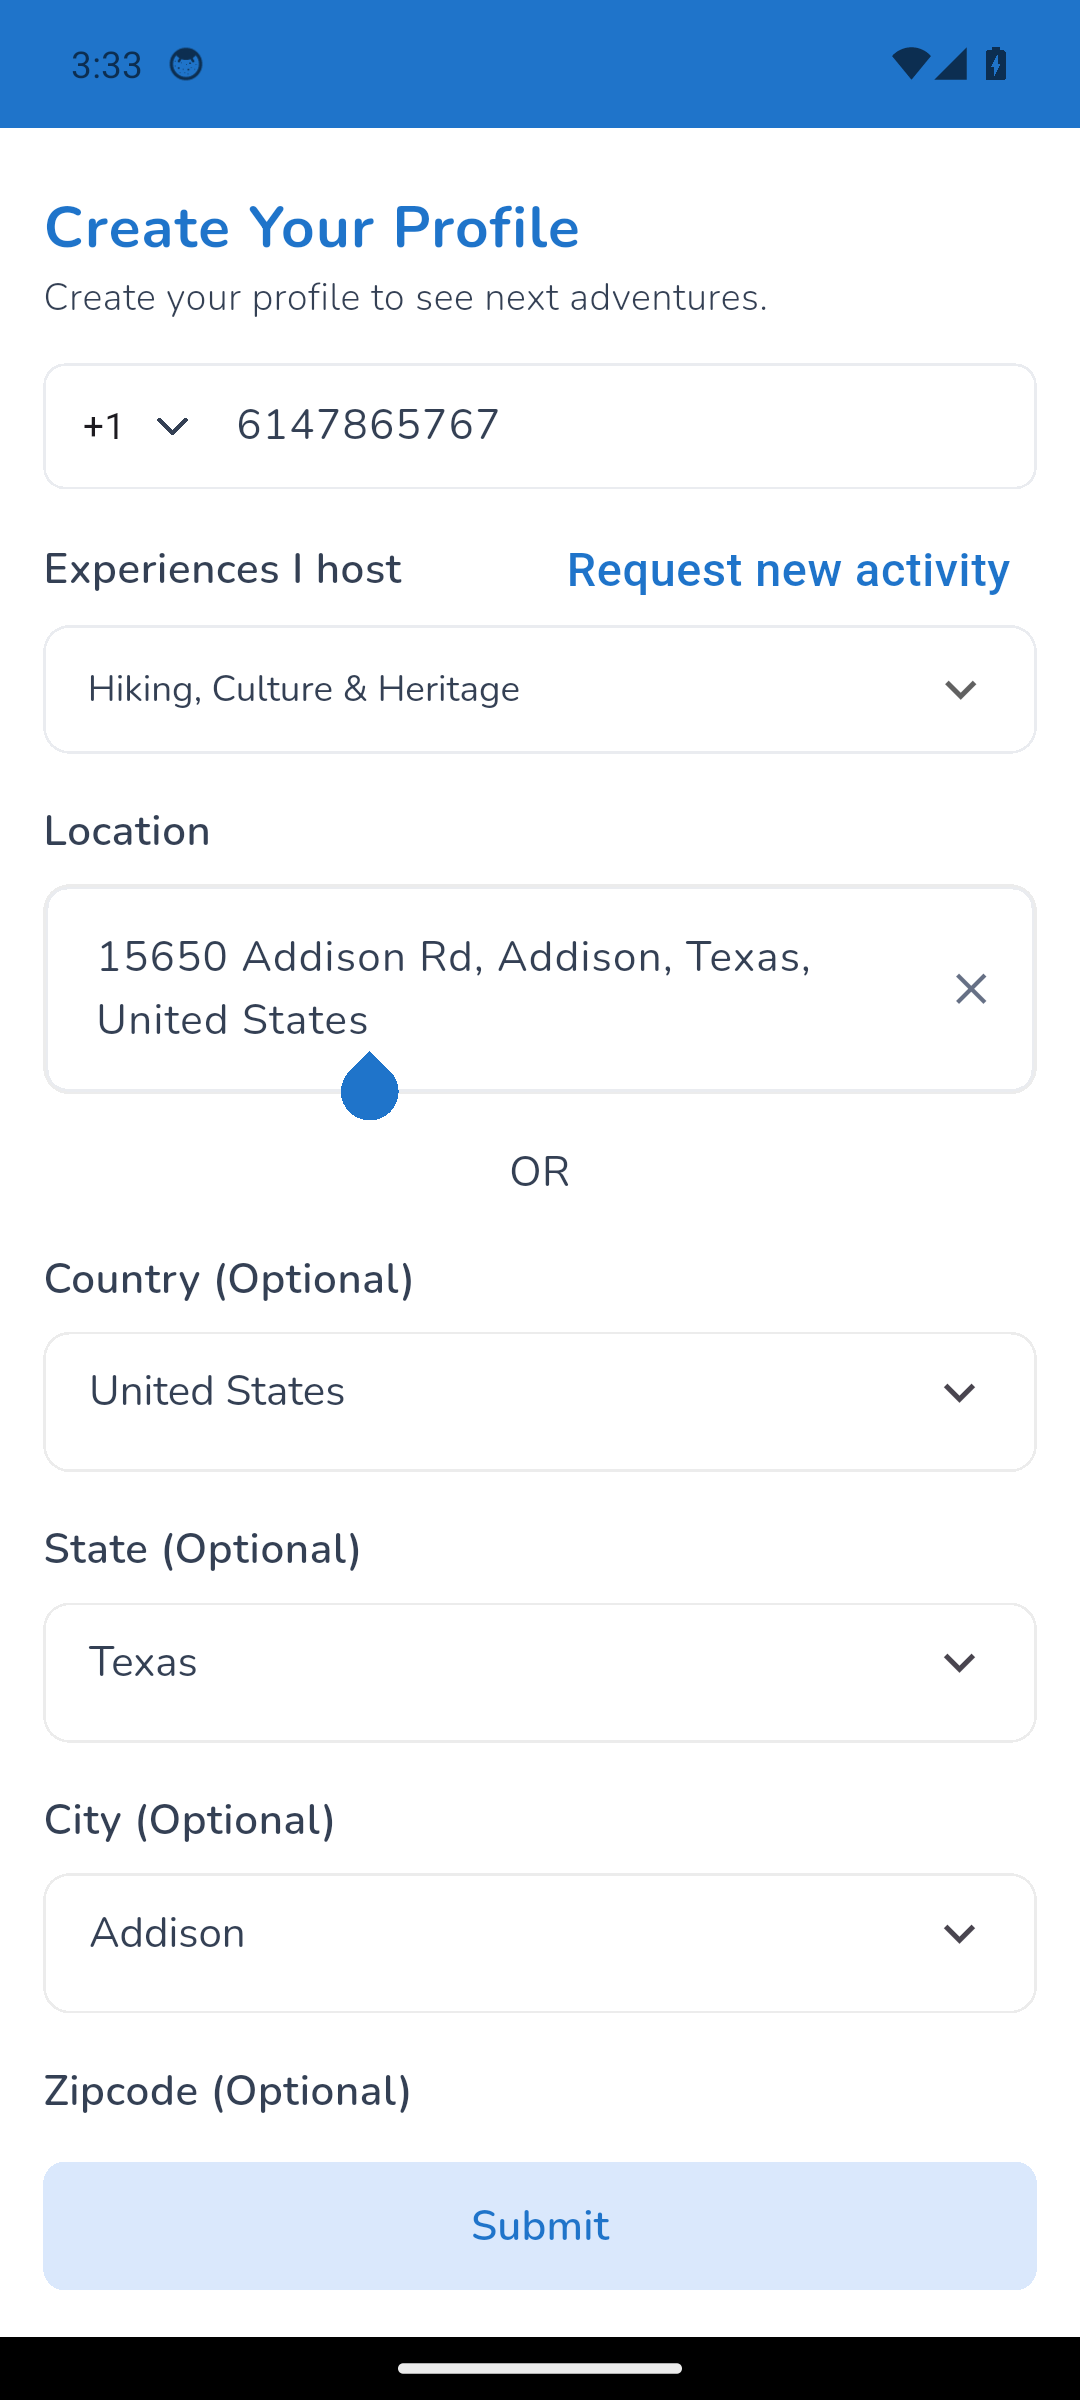 3:33
Create Your Profile
Create your profile to see next adventures.
+1 6147865767
Experiences I host Request new activity
Hiking, Culture & Heritage
Location
15650 Addison Rd, Addison, Texas,
United States
OR
Country (Optional)
United States
State (Optional)
Texas
City (Optional)
Addison
Zipcode (Optional)
Submit